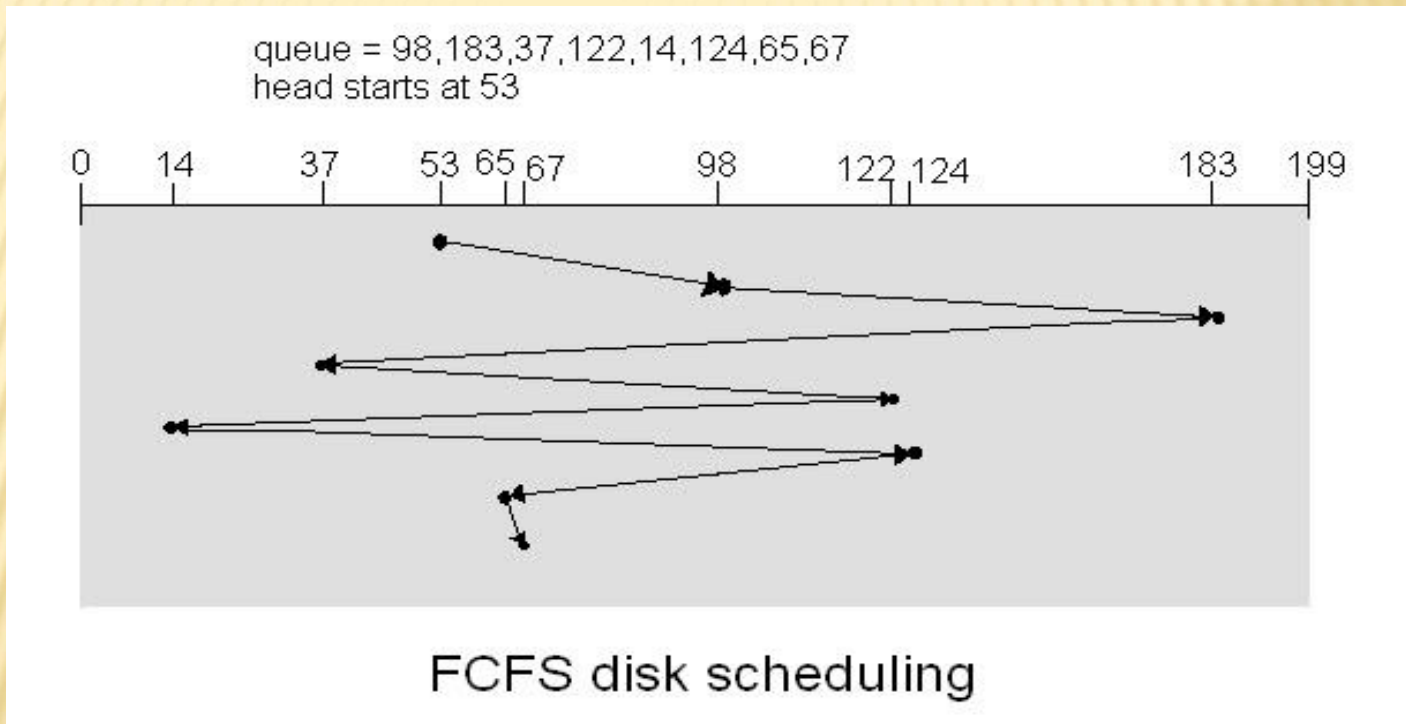 queue = 98,183,37,122,14,124,65,67
head starts at 53
0 14 37 53 65 67 98 122 124 183 199
FCFS disk scheduling